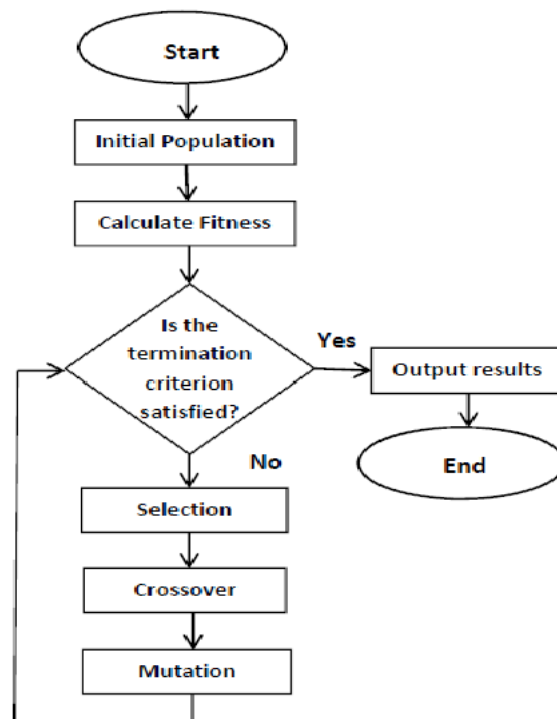 Start
Initial Population
Calculate Fitness
Is the
termination
criterion
satisfied?
Yes
Output results
End
No
Selection
Crossover
Mutation